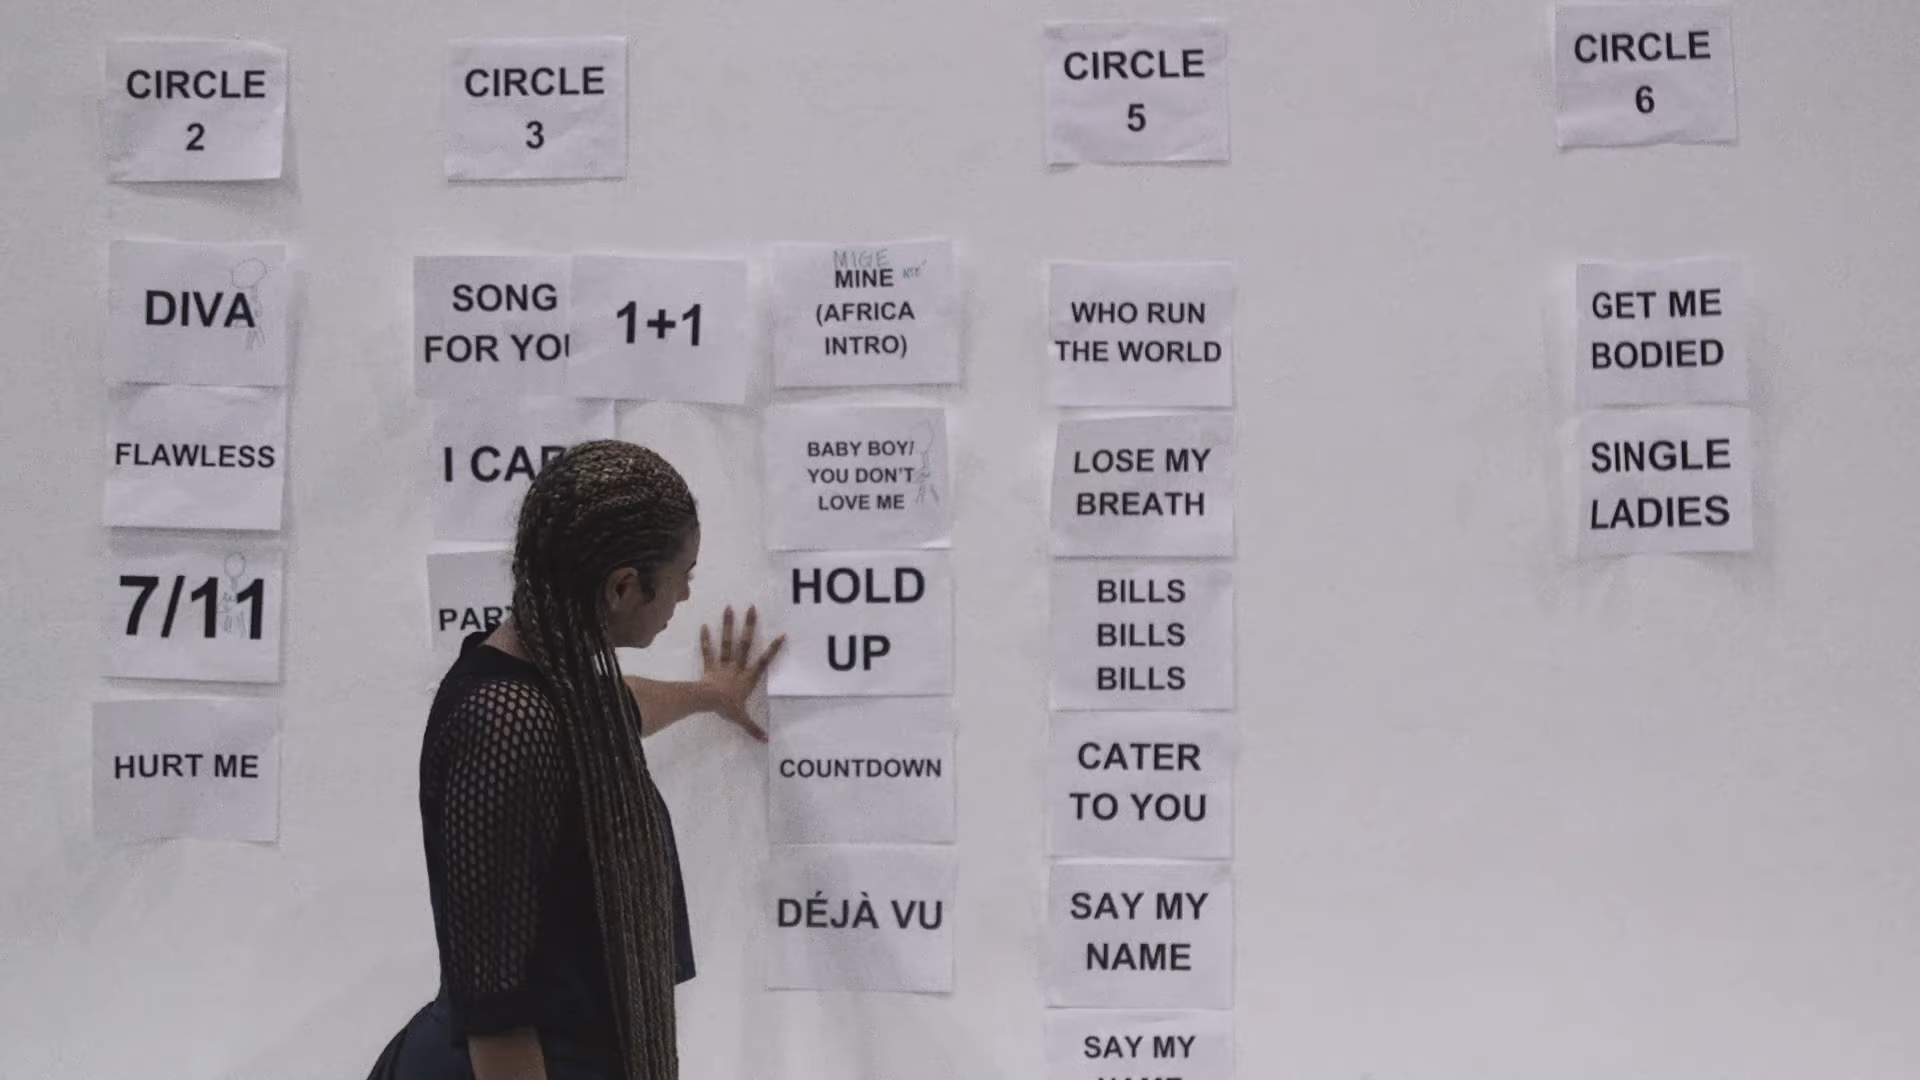 CIRCLE
2
DIVA
FLAWLESS
7/11
HURT ME
CIRCLE
3
SONG
FOR YOU
I CAR
PAR
1+1
MIGE
MINE
(AFRICA
INTRO)
BABY BOY/
YOU DON'T
LOVE ME
HOLD
UP
COUNTDOWN
DÉJÀ VU
CIRCLE
5
WHO RUN
THE WORLD
LOSE MY
BREATH
BILLS
BILLS
BILLS
CATER
TO YOU
SAY MY
NAME
SAY MY
NAME
CIRCLE
6
GET ME
BODIED
SINGLE
LADIES